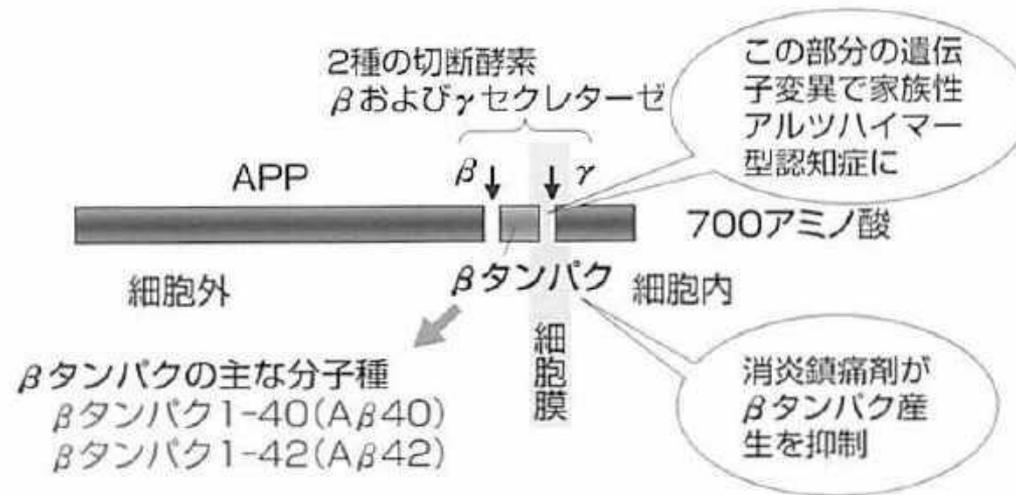 2種の切断酵素
βおよびγセクレターゼ
この部分の遺伝
子変異で家族性
アルツハイマー
型認知症に
APP
β
γ
700アミノ酸
細胞外
βタンパク
細胞内
細胞膜
βタンパクの主な分子種
βタンパク1-40(Aβ40)
βタンパク1-42(Aβ42)
消炎鎮痛剤が
βタンパク産
生を抑制